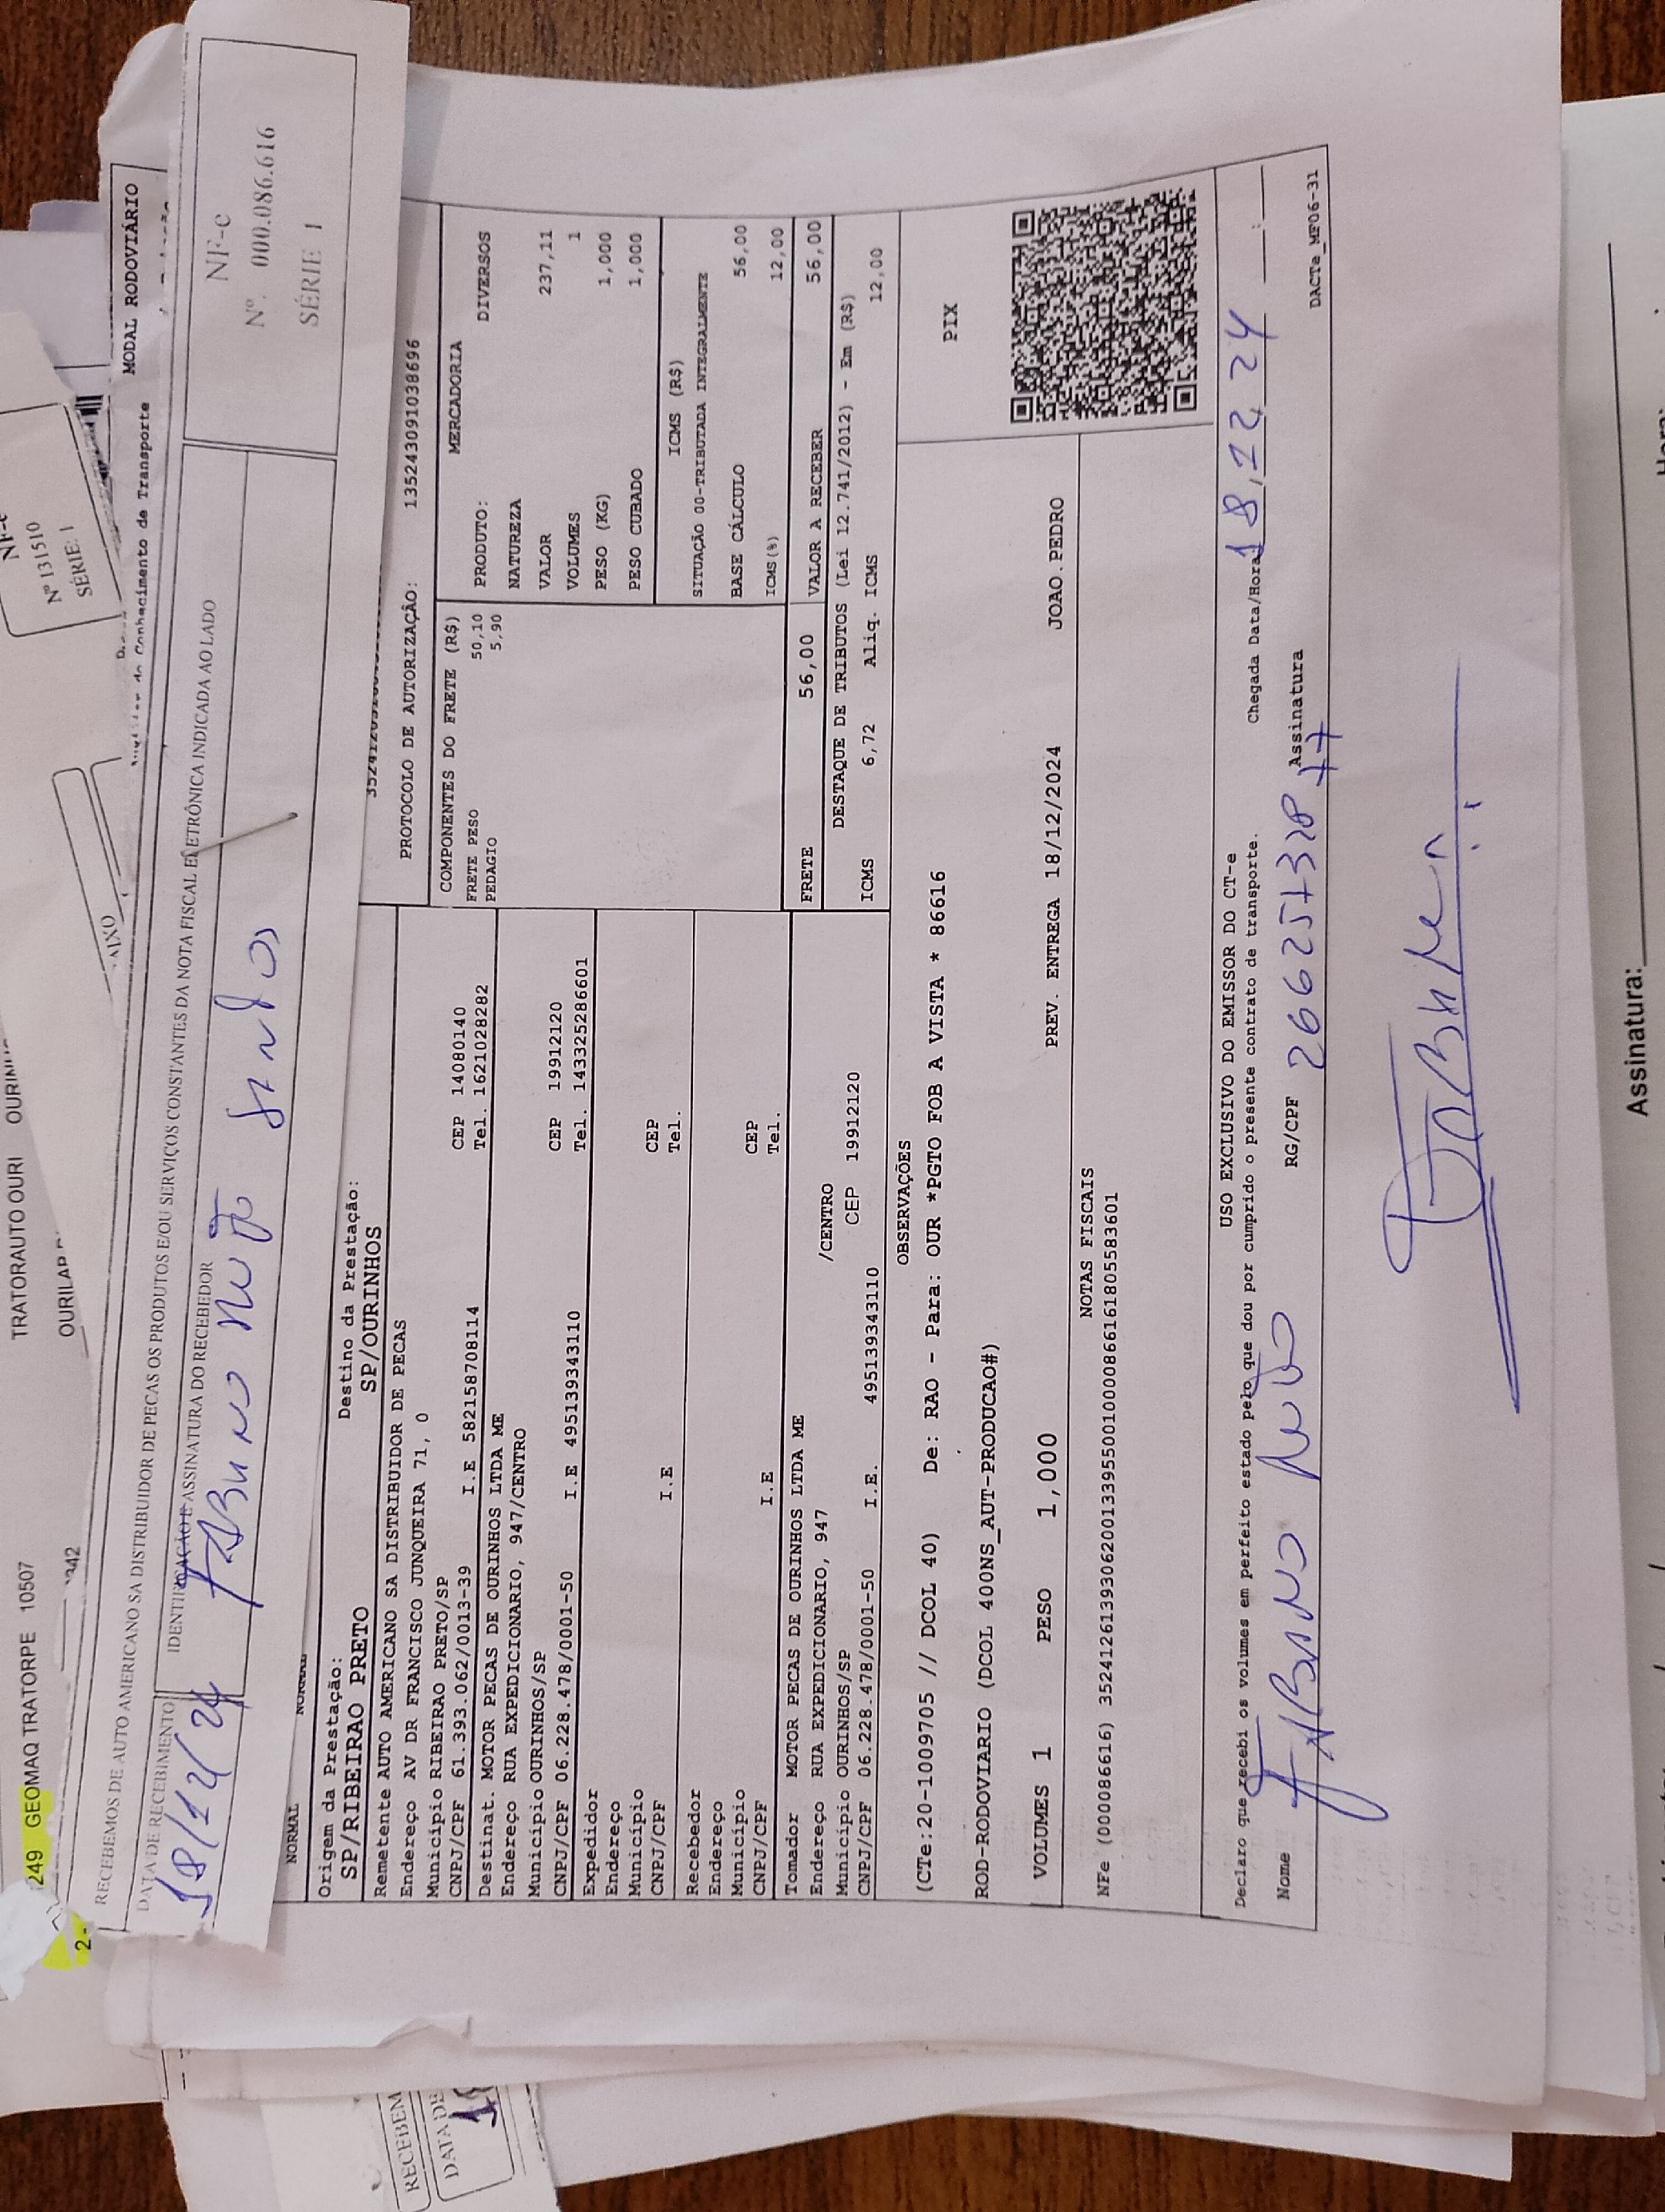 249 GEOMAQ TRATORPE 10507
TRATORAUTO OURI
OURILAR
Nº 131510
SÉRIE: 1
MODAL RODOVIÁRIO
do Conhecimento de Transporte
RECEBEMOS DE AUTO AMERICANO SA DISTRIBUIDOR DE PECAS OS PRODUTOS E/OU SERVIÇOS CONSTANTES DA NOTA FISCAL ELETRÔNICA INDICADA AO LADO
DATA DE RECEBIMENTO
IDENTIFICAÇÃO E ASSINATURA DO RECEBEDOR
18/12/24
NF-e
Nº. 000.086.616
SÉRIE 1
NORMAL
Origem da Prestação:
SP/RIBEIRAO PRETO
Destino da Prestação:
SP/OURINHOS
PROTOCOLO DE AUTORIZAÇÃO: 135243091038696
Remetente AUTO AMERICANO SA DISTRIBUIDOR DE PECAS
Endereço AV DR FRANCISCO JUNQUEIRA 71, 0
Município RIBEIRAO PRETO/SP CEP 14080140
CNPJ/CPF 61.393.062/0013-39 I.E 582158708114 Tel. 1621028282
Destinat. MOTOR PECAS DE OURINHOS LTDA ME
Endereço RUA EXPEDICIONARIO, 947/CENTRO
Município OURINHOS/SP CEP 19912120
CNPJ/CPF 06.228.478/0001-50 I.E 495139343110 Tel. 143325286601
Expedidor
Endereço
Município CEP
CNPJ/CPF I.E Tel.
Recebedor
Endereço
Município CEP
CNPJ/CPF I.E Tel.
Tomador MOTOR PECAS DE OURINHOS LTDA ME
Endereço RUA EXPEDICIONARIO, 947 /CENTRO
Município OURINHOS/SP CEP 19912120
CNPJ/CPF 06.228.478/0001-50 I.E. 495139343110
COMPONENTES DO FRETE (R$)
FRETE PESO 50,10
PEDAGIO 5,90
MERCADORIA
PRODUTO: DIVERSOS
NATUREZA
VALOR 237,11
VOLUMES 1
PESO (KG) 1,000
PESO CUBADO 1,000
ICMS (R$)
SITUAÇÃO 00-TRIBUTADA INTEGRALMENTE
BASE CÁLCULO 56,00
ICMS(%) 12,00
FRETE 56,00 VALOR A RECEBER 56,00
DESTAQUE DE TRIBUTOS (Lei 12.741/2012) - Em (R$)
ICMS 6,72 Aliq. ICMS 12,00
OBSERVAÇÕES
(CTe:20-1009705 // DCOL 40) De: RAO - Para: OUR *PGTO FOB A VISTA * 86616
ROD-RODOVIARIO (DCOL 400NS_AUT-PRODUCAO#)
PIX
VOLUMES 1 PESO 1,000 PREV. ENTREGA 18/12/2024 JOAO.PEDRO
NOTAS FISCAIS
NFe (00086616) 35241261393062001339550010000866161805583601
USO EXCLUSIVO DO EMISSOR DO CT-e
Declaro que recebi os volumes em perfeito estado pelo que dou por cumprido o presente contrato de transporte.
Chegada Data/Hora 18,12,24
Nome
RG/CPF
Assinatura
DACTe_MF06-31
Assinatura:
RECEBEM
DATA DE